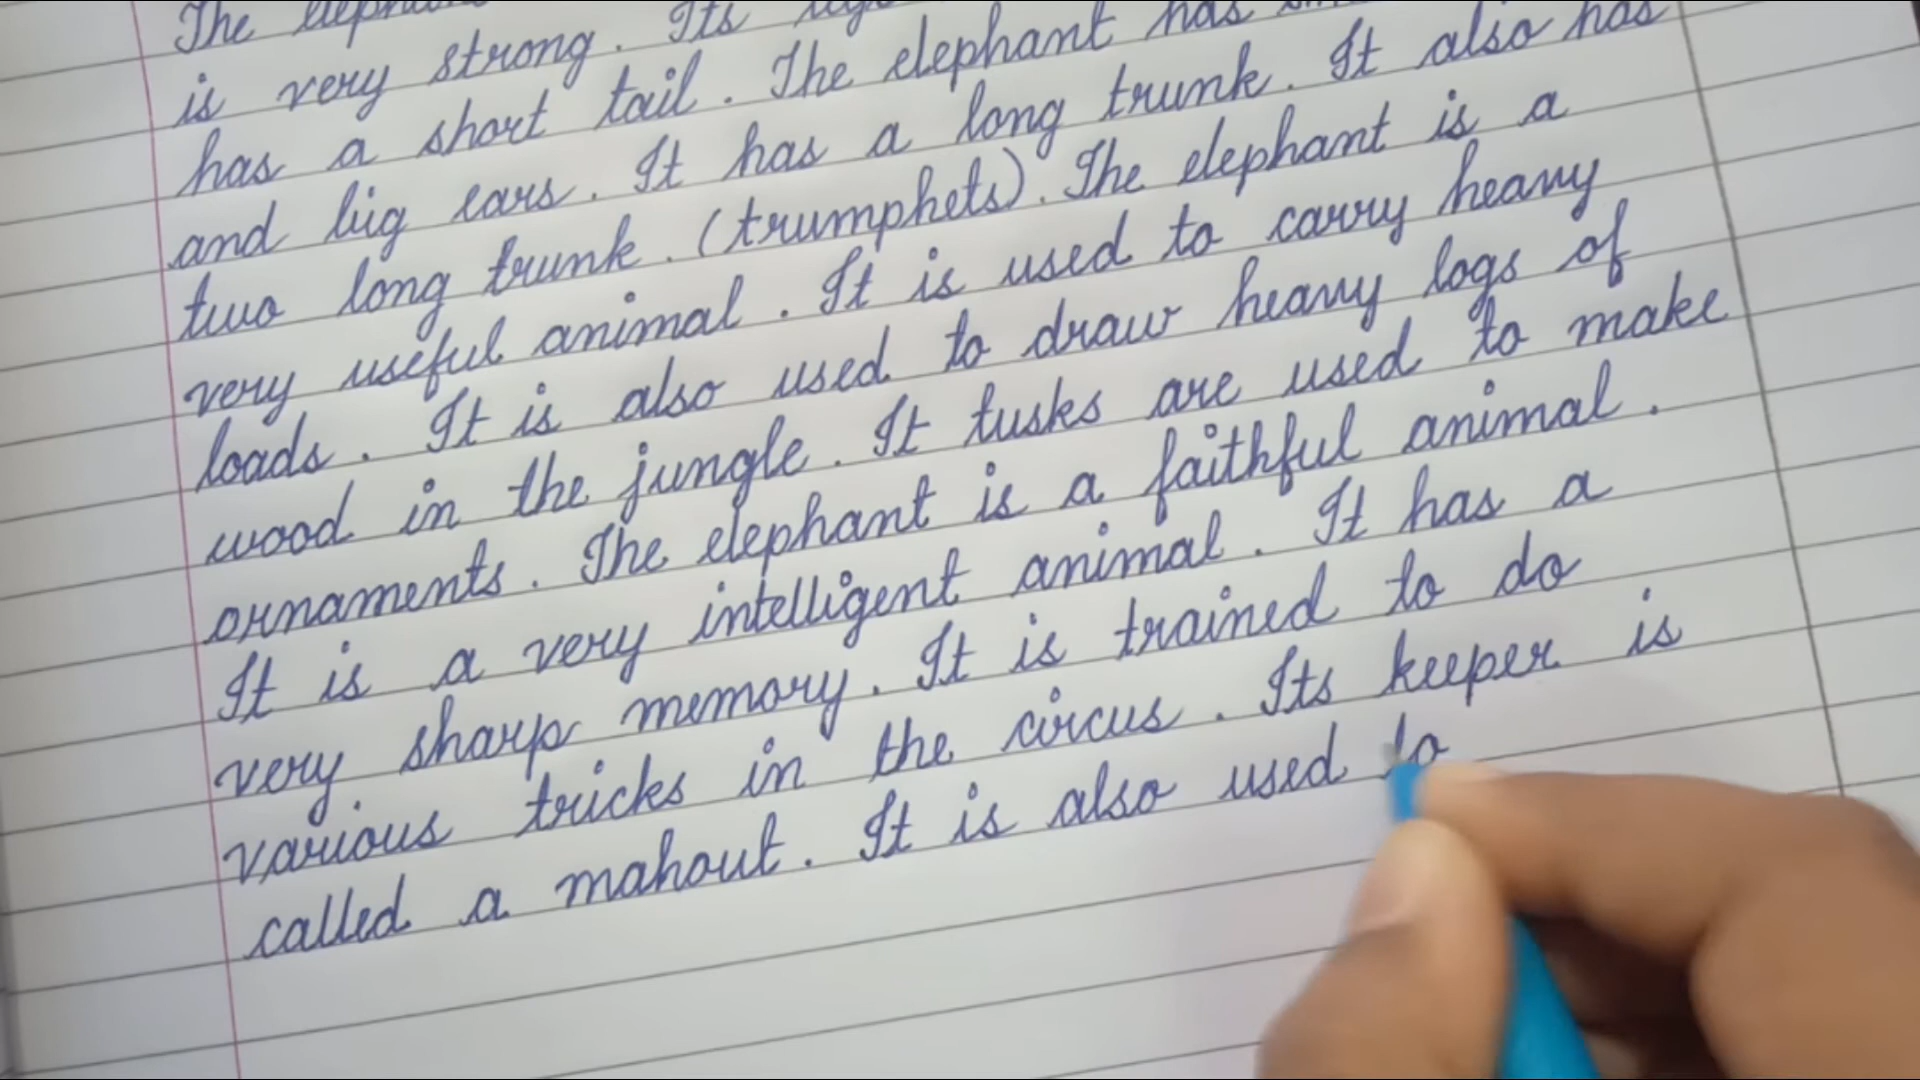 The
is very strong. Its
has a short tail. The elephant has
and big ears. It has a long trunk. It also has
two long trunk. (trumphets). The elephant is a
very useful animal. It is used to carry heavy
loads. It is also used to draw heavy logs of
wood in the jungle. It tusks are used to make
ornaments. The elephant is a faithful animal.
It is a very intelligent animal. It has a
very sharp memory. It is trained to do
various tricks in the circus. Its keeper is
called a mahout. It is also used to